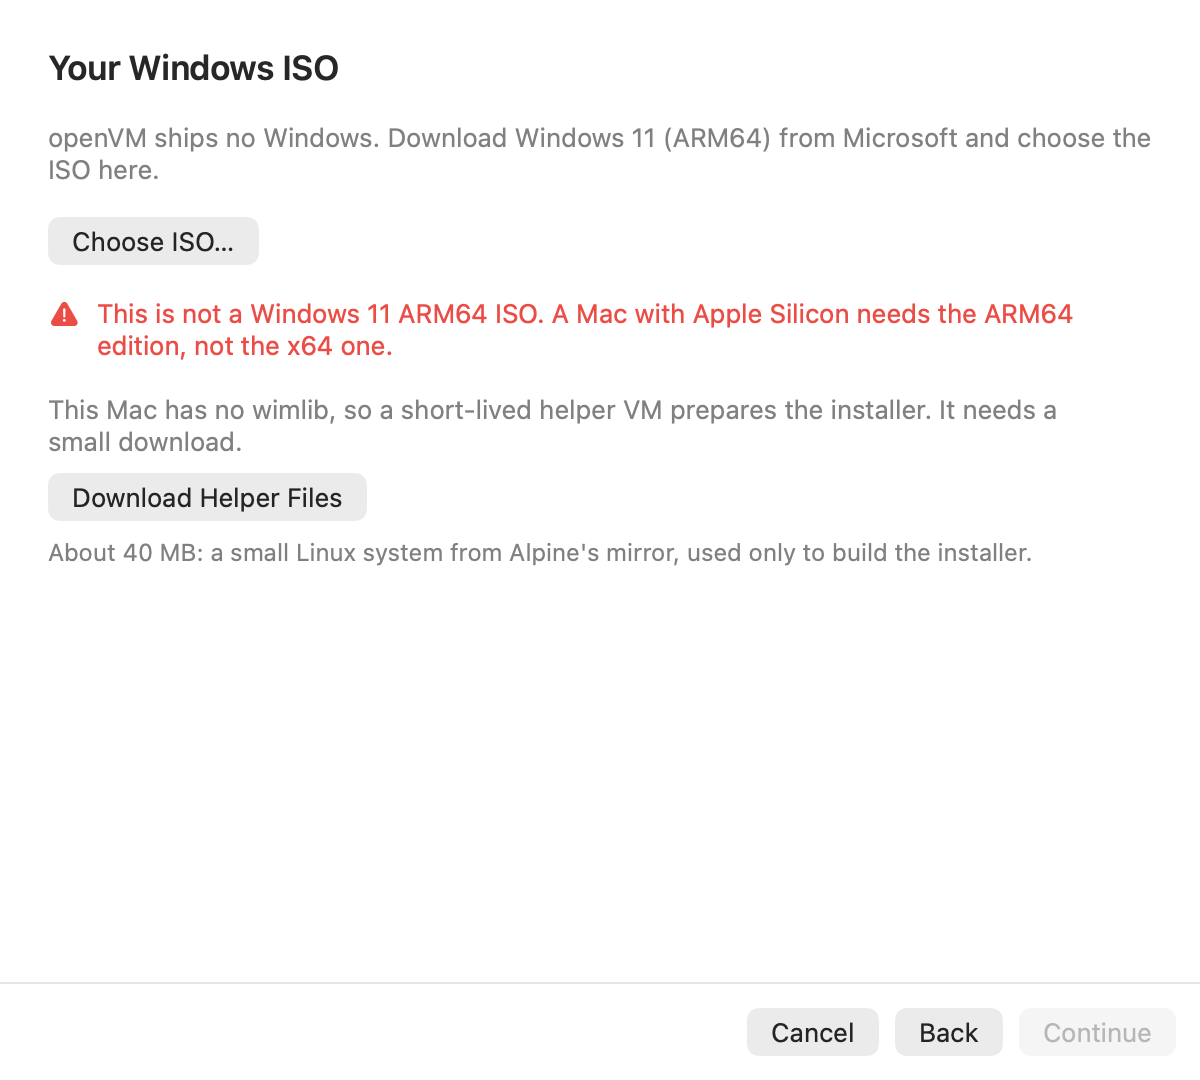 Your Windows ISO
openVM ships no Windows. Download Windows 11 (ARM64) from Microsoft and choose the
ISO here.
Choose ISO...
This is not a Windows 11 ARM64 ISO. A Mac with Apple Silicon needs the ARM64
edition, not the x64 one.
This Mac has no wimlib, so a short-lived helper VM prepares the installer. It needs a
small download.
Download Helper Files
About 40 MB: a small Linux system from Alpine's mirror, used only to build the installer.
Cancel
Back
Continue